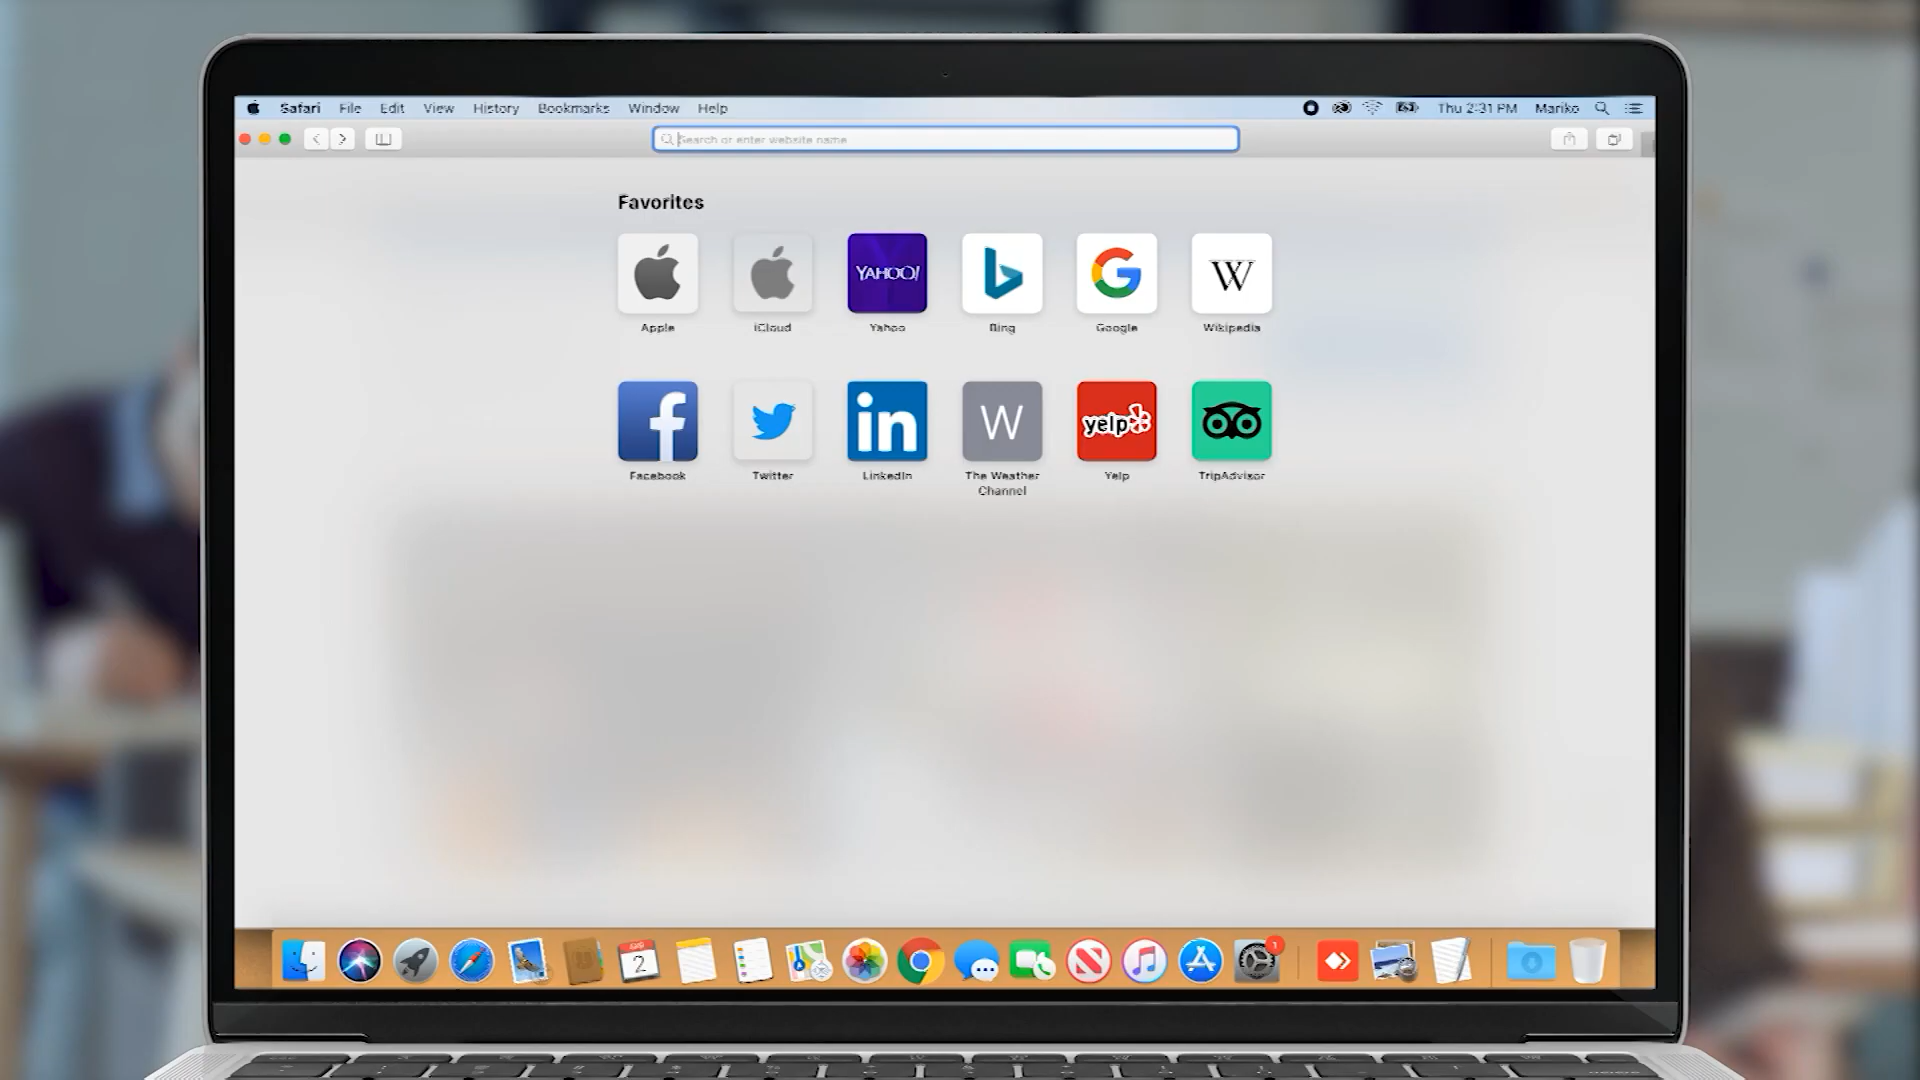 Safari File Edit View History Bookmarks Window Help Thu 2:31 PM Mariko
Search or enter website name
Favorites
YAHOO! W
Apple iCloud Yahoo Bing Google Wikipedia
f in W yelp
Facebook Twitter LinkedIn The Weather Channel Yelp TripAdvisor
SEP
2
1